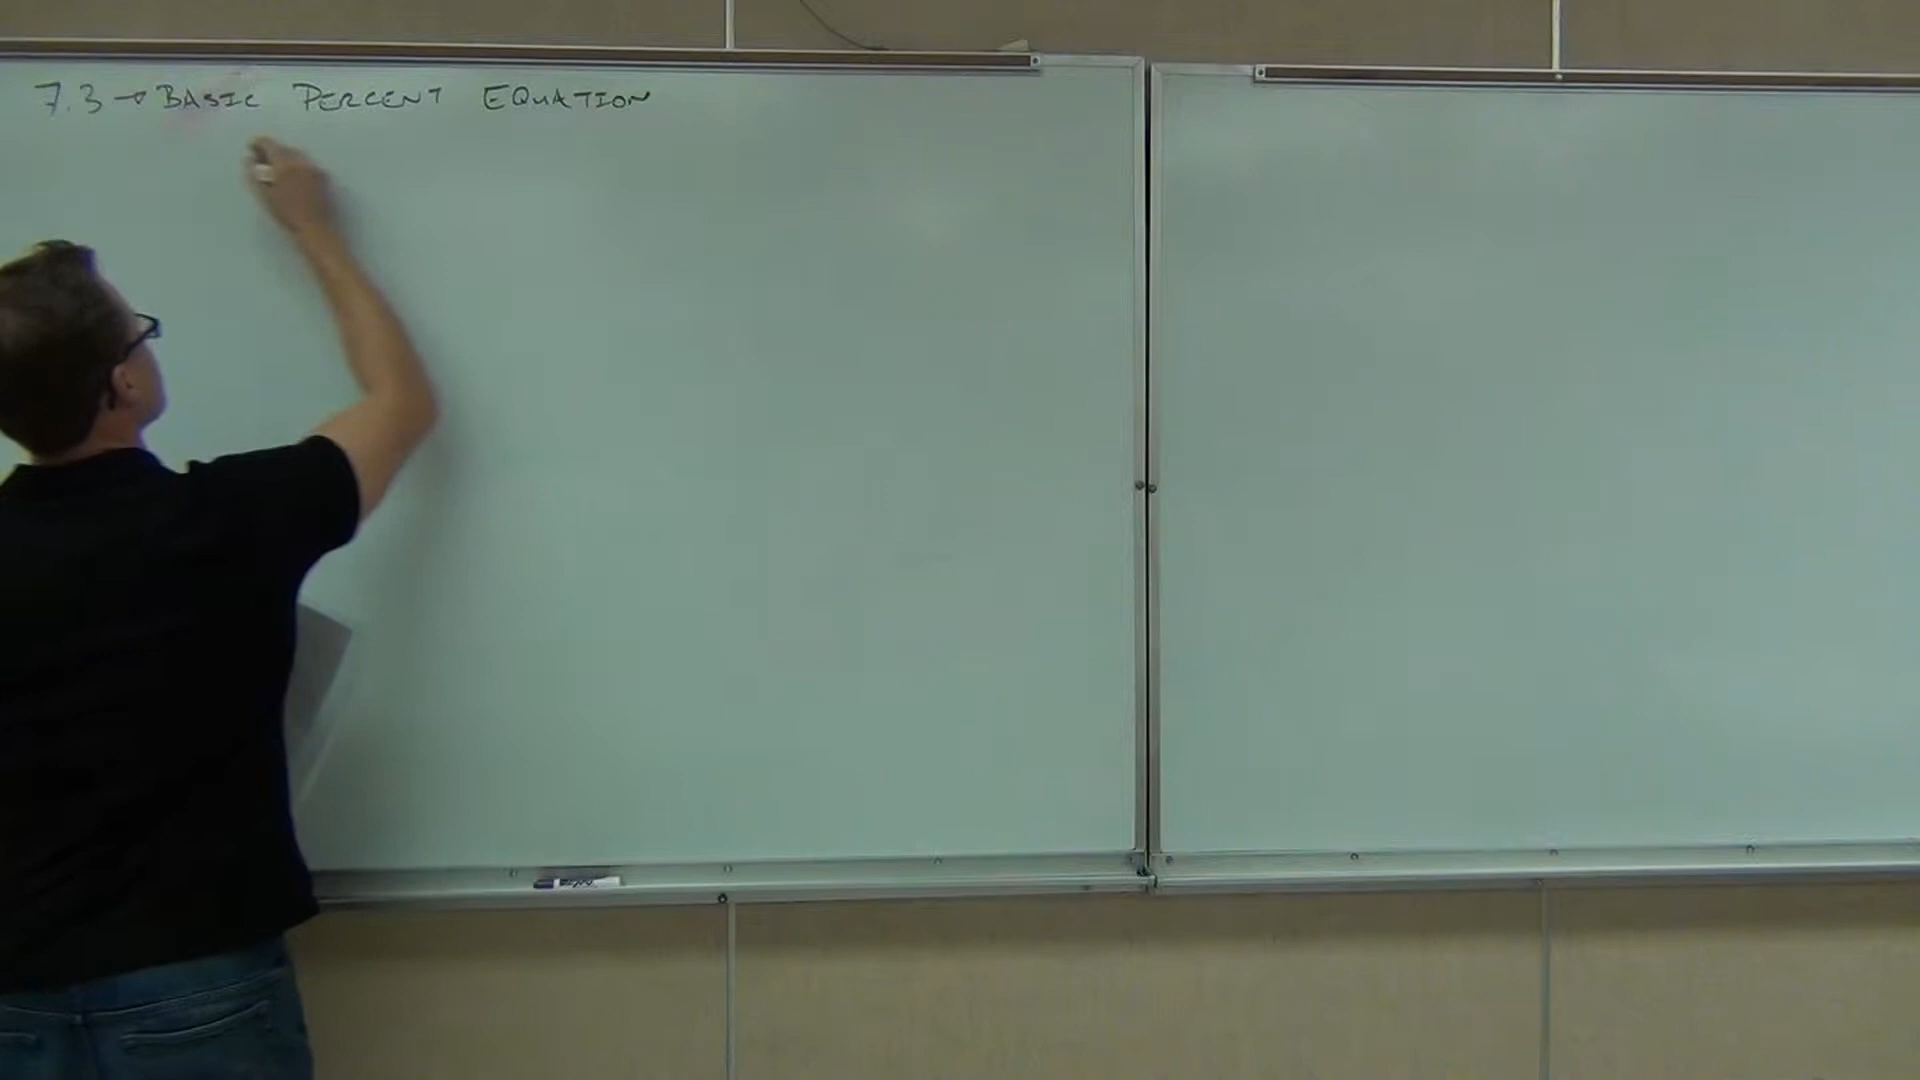 7.3 → BASIC PERCENT EQUATION